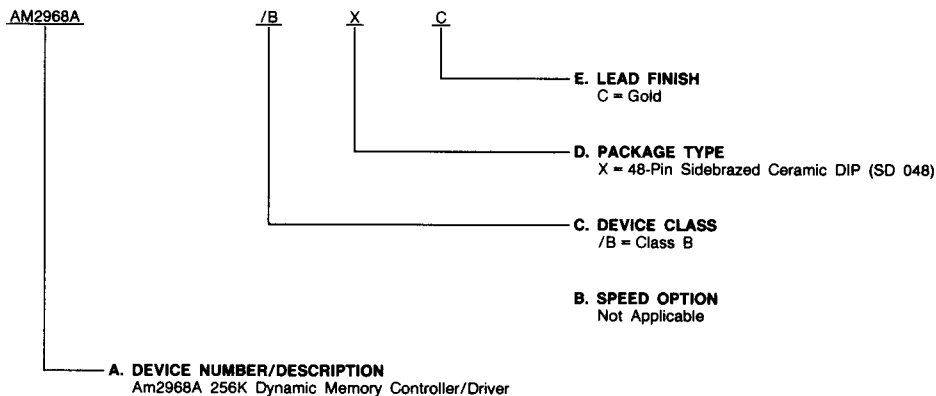 AM2968A /B X C
E. LEAD FINISH
C = Gold
D. PACKAGE TYPE
X = 48-Pin Sidebrazed Ceramic DIP (SD 048)
C. DEVICE CLASS
/B = Class B
B. SPEED OPTION
Not Applicable
A. DEVICE NUMBER/DESCRIPTION
Am2968A 256K Dynamic Memory Controller/Driver